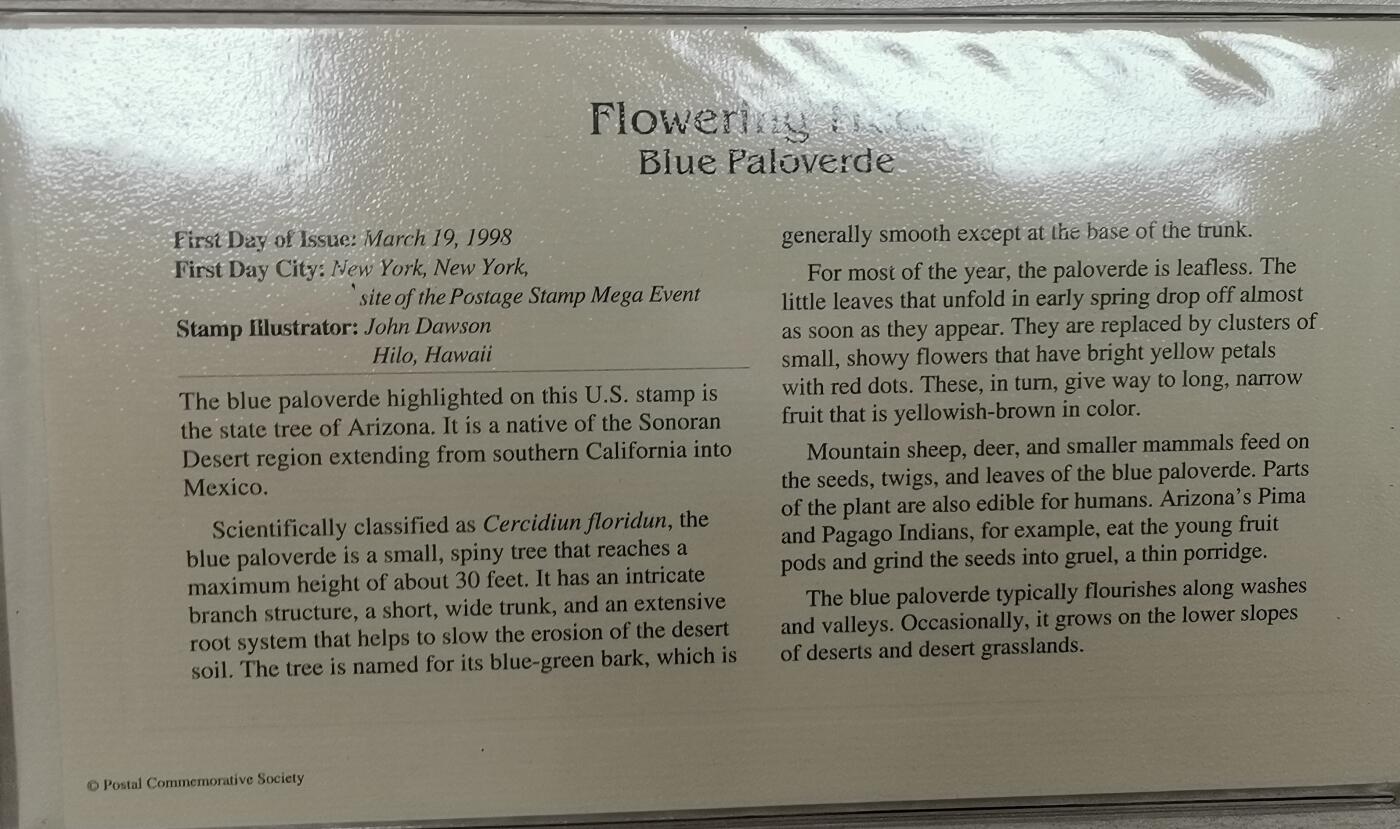 Flowering Trees
Blue Paloverde
First Day of Issue: March 19, 1998
First Day City: New York, New York,
site of the Postage Stamp Mega Event
Stamp Illustrator: John Dawson
Hilo, Hawaii
The blue paloverde highlighted on this U.S. stamp is
the state tree of Arizona. It is a native of the Sonoran
Desert region extending from southern California into
Mexico.
Scientifically classified as Cercidiun floridun, the
blue paloverde is a small, spiny tree that reaches a
maximum height of about 30 feet. It has an intricate
branch structure, a short, wide trunk, and an extensive
root system that helps to slow the erosion of the desert
soil. The tree is named for its blue-green bark, which is
generally smooth except at the base of the trunk.
For most of the year, the paloverde is leafless. The
little leaves that unfold in early spring drop off almost
as soon as they appear. They are replaced by clusters of
small, showy flowers that have bright yellow petals
with red dots. These, in turn, give way to long, narrow
fruit that is yellowish-brown in color.
Mountain sheep, deer, and smaller mammals feed on
the seeds, twigs, and leaves of the blue paloverde. Parts
of the plant are also edible for humans. Arizona's Pima
and Pagago Indians, for example, eat the young fruit
pods and grind the seeds into gruel, a thin porridge.
The blue paloverde typically flourishes along washes
and valleys. Occasionally, it grows on the lower slopes
of deserts and desert grasslands.
© Postal Commemorative Society